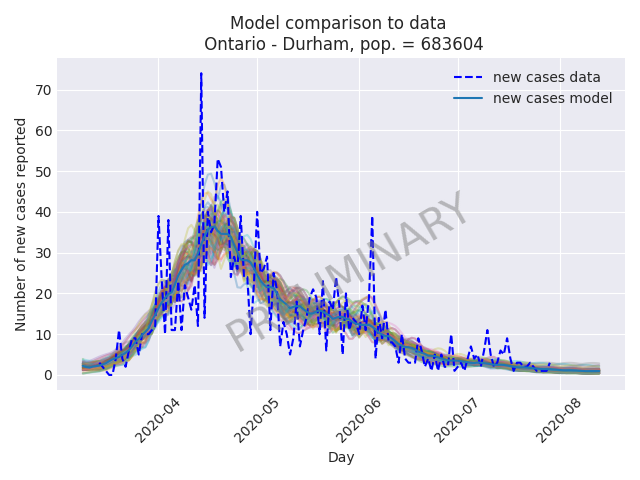 Model comparison to data
Ontario - Durham, pop. = 683604
new cases data
new cases model
PRELIMINARY
Number of new cases reported
70
60
50
40
30
20
10
0
2020-04
2020-05
2020-06
2020-07
2020-08
Day